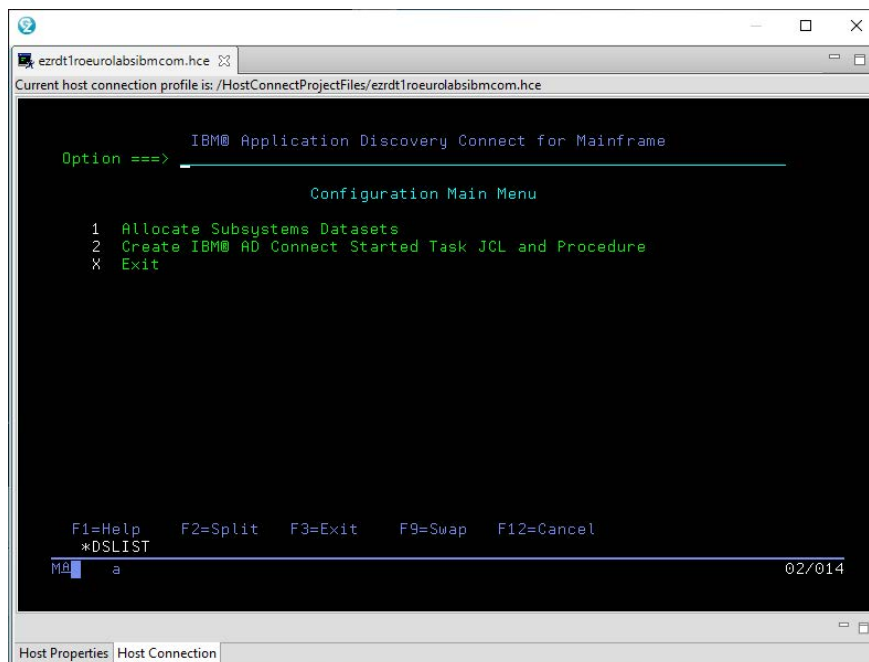 ezrdt1roeurolabsibmcom.hce
Current host connection profile is: /HostConnectProjectFiles/ezrdt1roeurolabsibmcom.hce
IBM® Application Discovery Connect for Mainframe
Option ===>
Configuration Main Menu
1 Allocate Subsystems Datasets
2 Create IBM® AD Connect Started Task JCL and Procedure
X Exit
F1=Help F2=Split F3=Exit F9=Swap F12=Cancel
*DSLIST
MA a 02/014
Host Properties Host Connection